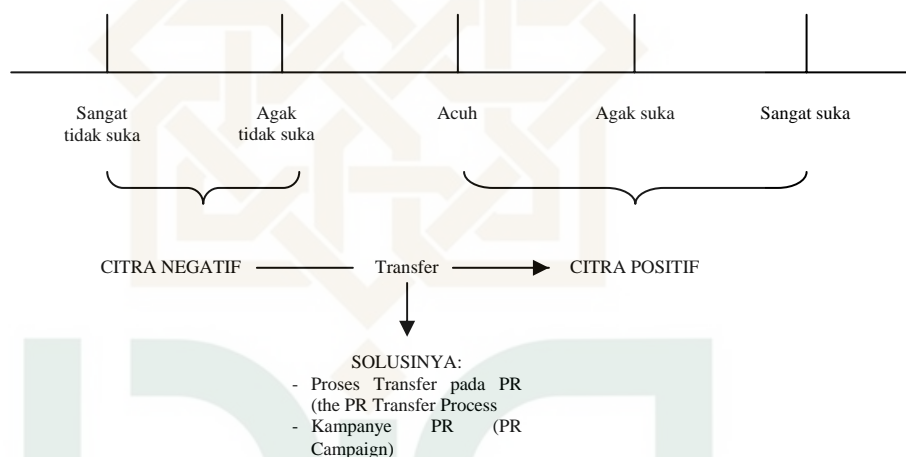 Sangat
tidak suka
Agak
tidak suka
Acuh
Agak suka
Sangat suka
CITRA NEGATIF
Transfer
CITRA POSITIF
SOLUSINYA:
- Proses Transfer pada PR
(the PR Transfer Process
- Kampanye PR (PR
Campaign)